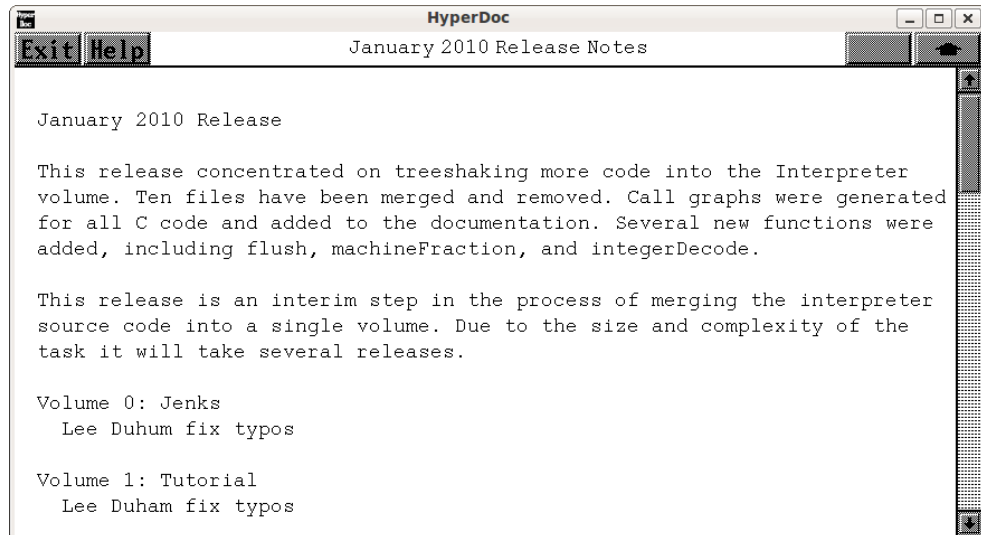 HyperDoc
Exit Help January 2010 Release Notes
January 2010 Release
This release concentrated on treeshaking more code into the Interpreter
volume. Ten files have been merged and removed. Call graphs were generated
for all C code and added to the documentation. Several new functions were
added, including flush, machineFraction, and integerDecode.
This release is an interim step in the process of merging the interpreter
source code into a single volume. Due to the size and complexity of the
task it will take several releases.
Volume 0: Jenks
Lee Duhum fix typos
Volume 1: Tutorial
Lee Duham fix typos